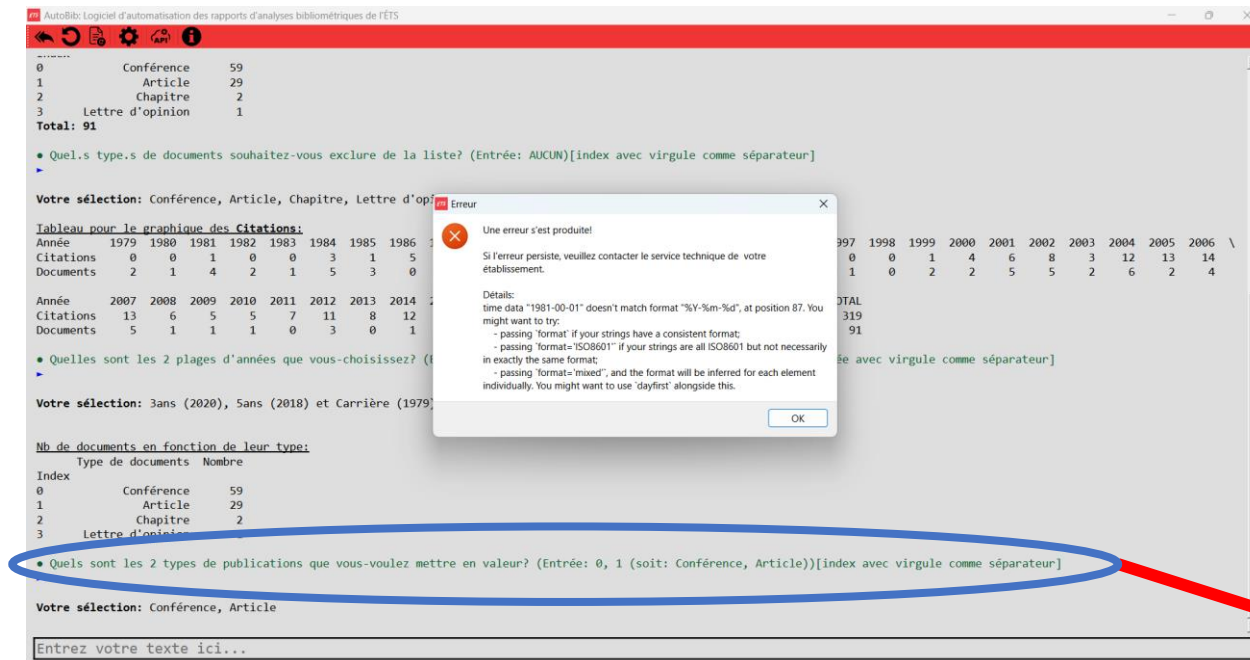 AutoBib: Logiciel d'automatisation des rapports d'analyses bibliométriques de l'ÉTS
API
0 Conférence 59
1 Article 29
2 Chapitre 2
3 Lettre d'opinion 1
Total: 91
• Quel.s type.s de documents souhaitez-vous exclure de la liste? (Entrée: AUCUN)[index avec virgule comme séparateur]
Votre sélection: Conférence, Article, Chapitre, Lettre d'opi
Tableau pour le graphique des Citations:
Année 1979 1980 1981 1982 1983 1984 1985 1986 997 1998 1999 2000 2001 2002 2003 2004 2005 2006 \
Citations 0 0 1 0 0 3 1 5 0 0 1 4 6 8 3 12 13 14
Documents 2 1 4 2 1 5 3 0 1 0 2 2 5 5 2 6 2 4
Année 2007 2008 2009 2010 2011 2012 2013 2014 OTAL
Citations 13 6 5 5 7 11 8 12 319
Documents 5 1 1 1 0 3 0 1 91
• Quelles sont les 2 plages d'années que vous-choisissez? ( ée avec virgule comme séparateur]
Votre sélection: 3ans (2020), 5ans (2018) et Carrière (1979)
Nb de documents en fonction de leur type:
Type de documents Nombre
Index
0 Conférence 59
1 Article 29
2 Chapitre 2
3 Lettre d'opinion
• Quels sont les 2 types de publications que vous-voulez mettre en valeur? (Entrée: 0, 1 (soit: Conférence, Article))[index avec virgule comme séparateur]
Votre sélection: Conférence, Article
Entrez votre texte ici...
Erreur
Une erreur s'est produite!
Si l'erreur persiste, veuillez contacter le service technique de votre
établissement.
Détails:
time data "1981-00-01" doesn't match format "%Y-%m-%d", at position 87. You
might want to try:
- passing `format` if your strings have a consistent format;
- passing `format='ISO8601'` if your strings are all ISO8601 but not necessarily
in exactly the same format;
- passing `format='mixed'`, and the format will be inferred for each element
individually. You might want to use `dayfirst` alongside this.
OK